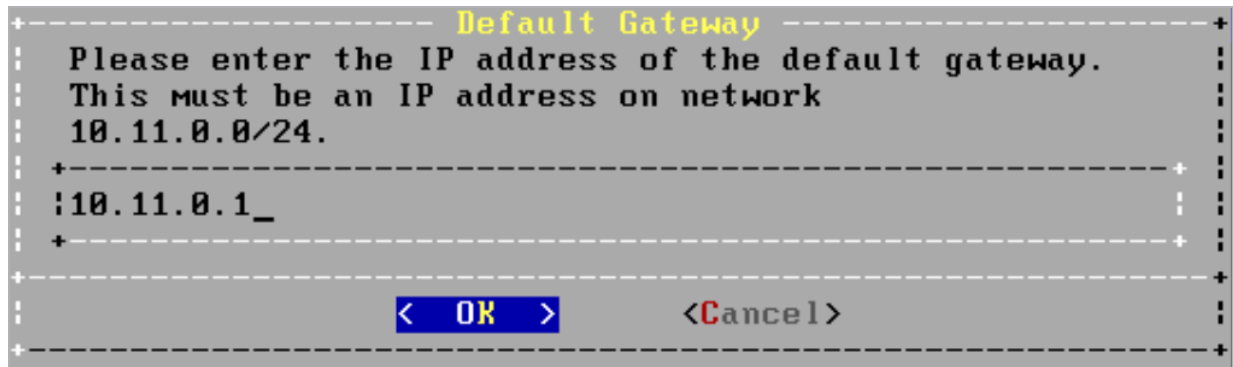 Default Gateway
Please enter the IP address of the default gateway.
This must be an IP address on network
10.11.0.0/24.
10.11.0.1_
< OK > <Cancel>